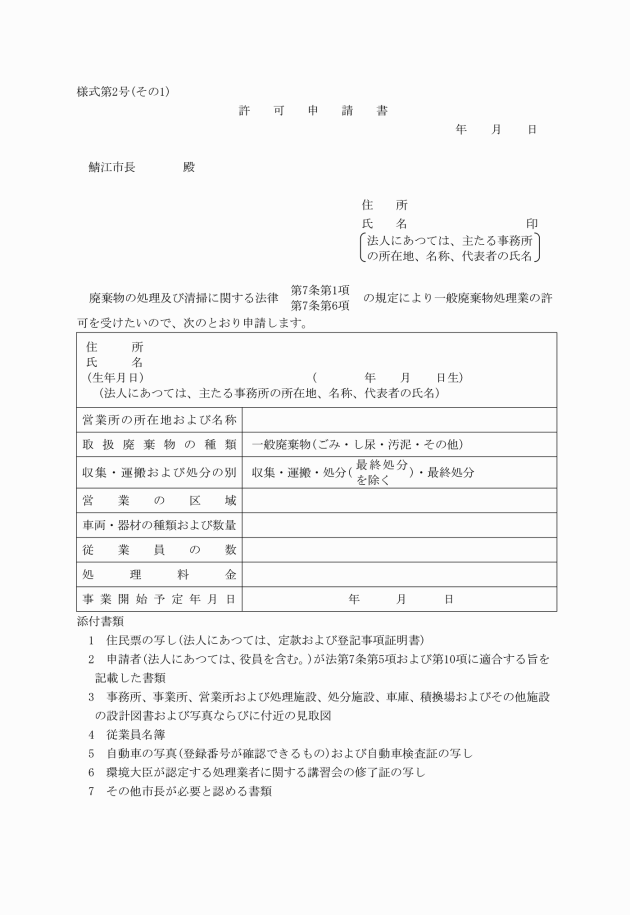 様式第2号(その1)
許　可　申　請　書
年　　月　　日
鯖江市長　　　　殿
住　　所
氏　　名　　　　　　　　　　印
法人にあつては、主たる事務所
の所在地、名称、代表者の氏名
廃棄物の処理及び清掃に関する法律　第7条第1項　の規定により一般廃棄物処理業の許
第7条第6項
可を受けたいので、次のとおり申請します。
住　　　所
氏　　　名
(生年月日)　　　　　　　　(　　　　年　　月　　日生)
(法人にあつては、主たる事務所の所在地、名称、代表者の氏名)
営業所の所在地および名称
取扱廃棄物の種類　一般廃棄物(ごみ・し尿・汚泥・その他)
収集・運搬および処分の別　収集・運搬・処分(最終処分を除く)・最終処分
営業の区域
車両・器材の種類および数量
従業員の数
処理料金
事業開始予定年月日　　　　年　　　月　　　日
添付書類
1　住民票の写し(法人にあつては、定款および登記事項証明書)
2　申請者(法人にあつては、役員を含む。)が法第7条第5項および第10項に適合する旨を
記載した書類
3　事務所、事業所、営業所および処理施設、処分施設、車庫、積換場およびその他施設
の設計図書および写真ならびに付近の見取図
4　従業員名簿
5　自動車の写真(登録番号が確認できるもの)および自動車検査証の写し
6　環境大臣が認定する処理業者に関する講習会の修了証の写し
7　その他市長が必要と認める書類